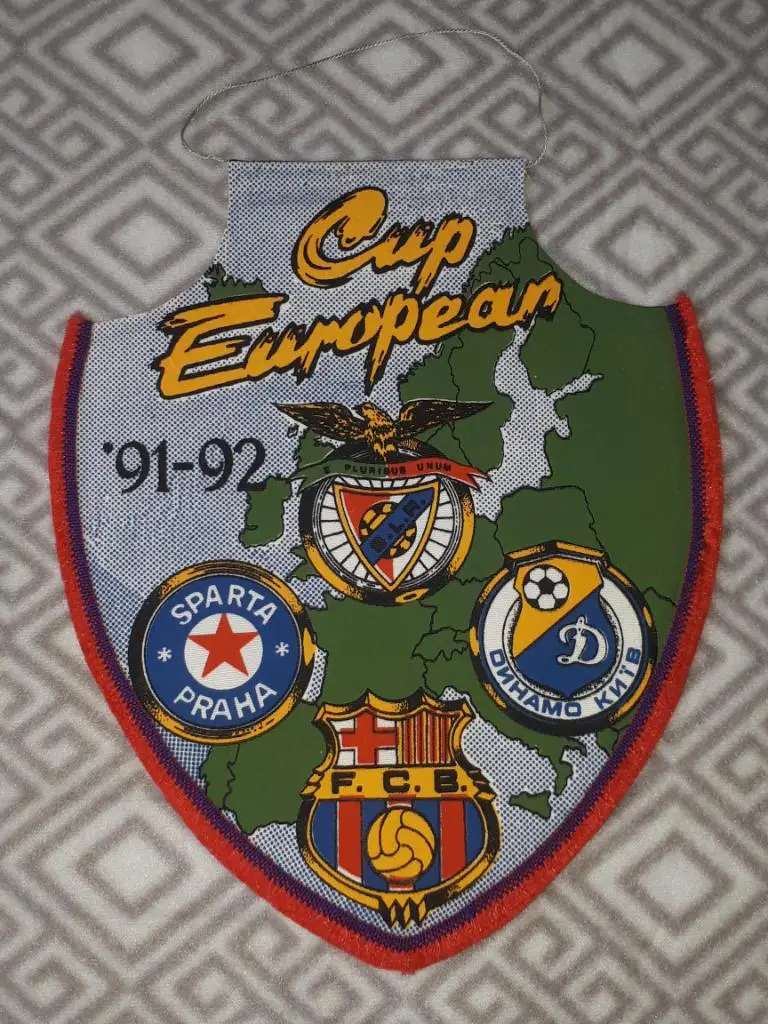 Cup
European
'91-92
E PLURIBUS UNUM
S.L.B.
SPARTA
* *
PRAHA
Д
ДИНАМО КИЇВ
F. C. B.